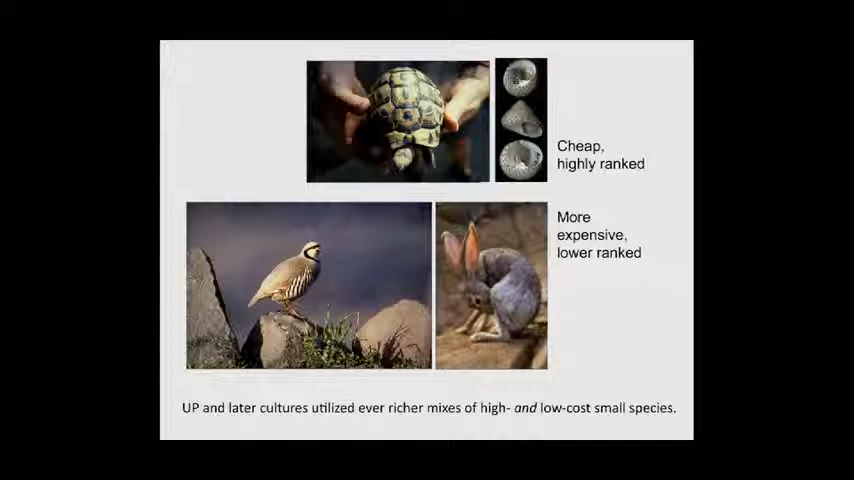 Cheap,
highly ranked
More
expensive,
lower ranked
UP and later cultures utilized ever richer mixes of high- and low-cost small species.